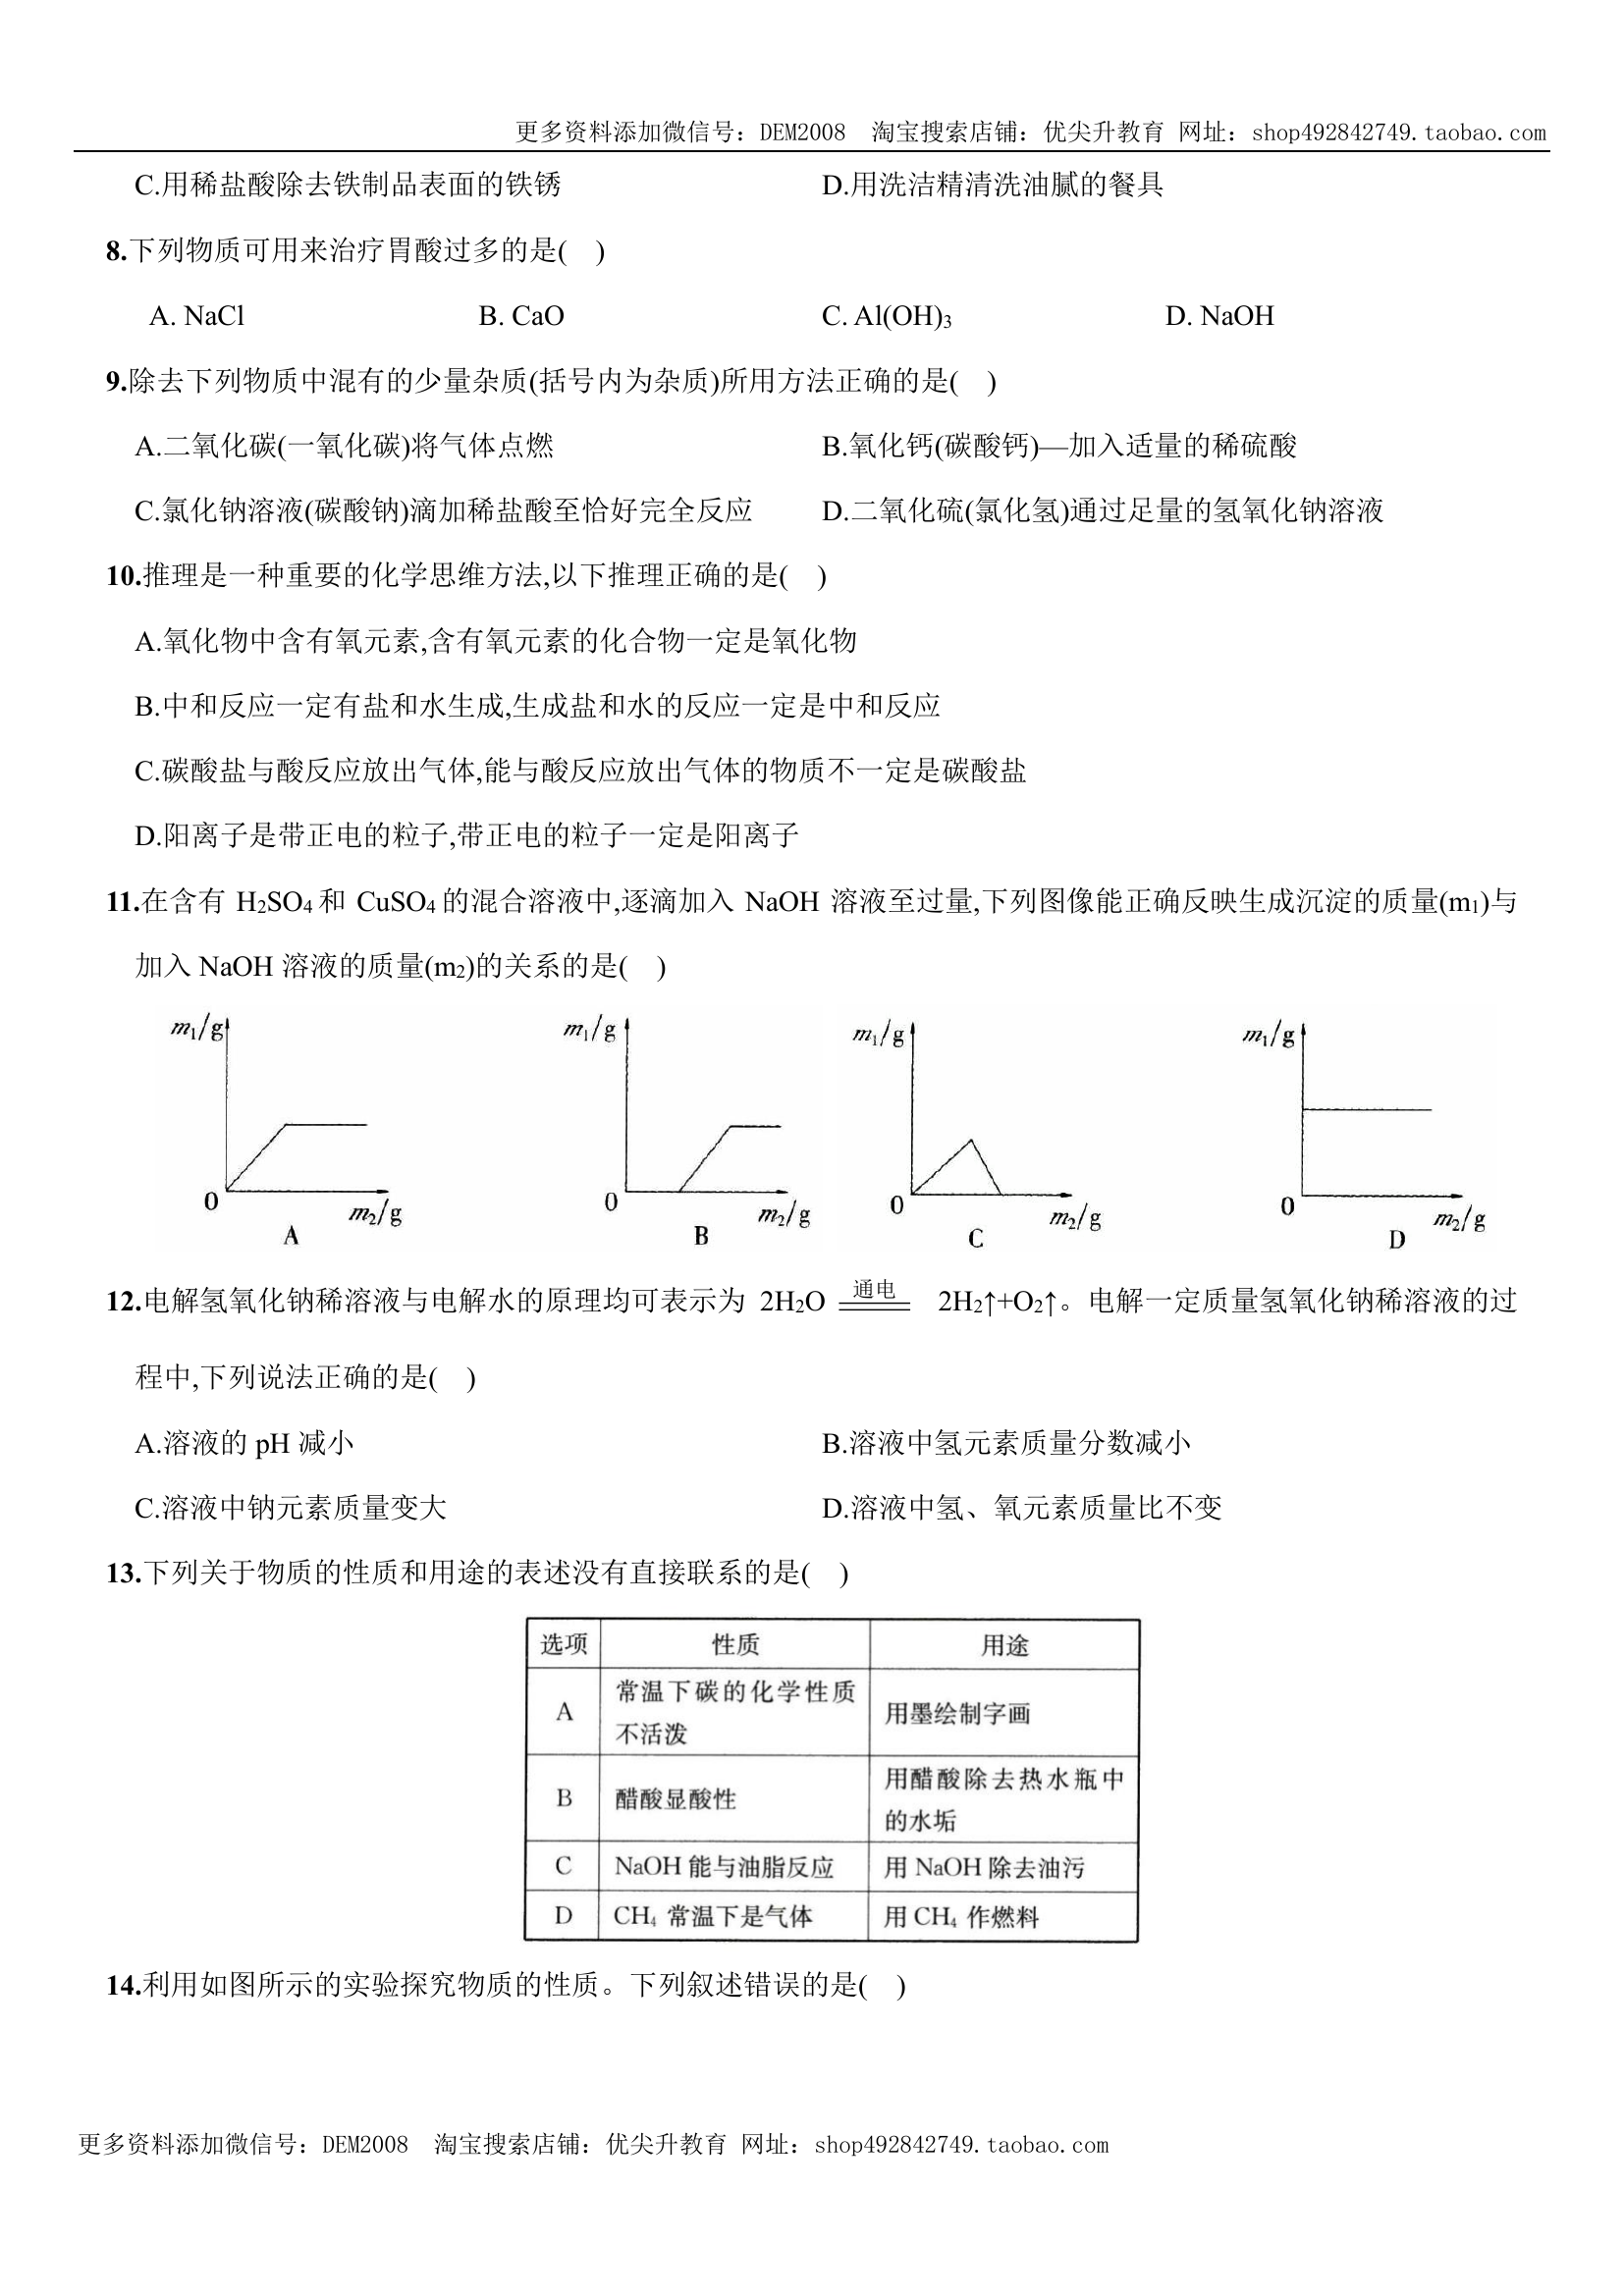 更多资料添加微信号：DEM2008　淘宝搜索店铺：优尖升教育 网址：shop492842749.taobao.com
C.用稀盐酸除去铁制品表面的铁锈　　D.用洗洁精清洗油腻的餐具
8.下列物质可用来治疗胃酸过多的是(　)
A. NaCl　　B. CaO　　C. Al(OH)₃　　D. NaOH
9.除去下列物质中混有的少量杂质(括号内为杂质)所用方法正确的是(　)
A.二氧化碳(一氧化碳)将气体点燃　　B.氧化钙(碳酸钙)—加入适量的稀硫酸
C.氯化钠溶液(碳酸钠)滴加稀盐酸至恰好完全反应　　D.二氧化硫(氯化氢)通过足量的氢氧化钠溶液
10.推理是一种重要的化学思维方法,以下推理正确的是(　)
A.氧化物中含有氧元素,含有氧元素的化合物一定是氧化物
B.中和反应一定有盐和水生成,生成盐和水的反应一定是中和反应
C.碳酸盐与酸反应放出气体,能与酸反应放出气体的物质不一定是碳酸盐
D.阳离子是带正电的粒子,带正电的粒子一定是阳离子
11.在含有 H₂SO₄ 和 CuSO₄ 的混合溶液中,逐滴加入 NaOH 溶液至过量,下列图像能正确反映生成沉淀的质量(m₁)与
加入 NaOH 溶液的质量(m₂)的关系的是(　)
m₁/g　m₁/g　m₁/g　m₁/g
0　0　0　0
m₂/g　m₂/g　m₂/g　m₂/g
A　B　C　D
12.电解氢氧化钠稀溶液与电解水的原理均可表示为 2H₂O 通电 2H₂↑+O₂↑。电解一定质量氢氧化钠稀溶液的过
程中,下列说法正确的是(　)
A.溶液的 pH 减小　　B.溶液中氢元素质量分数减小
C.溶液中钠元素质量变大　　D.溶液中氢、氧元素质量比不变
13.下列关于物质的性质和用途的表述没有直接联系的是(　)
选项　性质　用途
A　常温下碳的化学性质不活泼　用墨绘制字画
B　醋酸显酸性　用醋酸除去热水瓶中的水垢
C　NaOH 能与油脂反应　用 NaOH 除去油污
D　CH₄ 常温下是气体　用 CH₄ 作燃料
14.利用如图所示的实验探究物质的性质。下列叙述错误的是(　)
更多资料添加微信号：DEM2008　淘宝搜索店铺：优尖升教育 网址：shop492842749.taobao.com